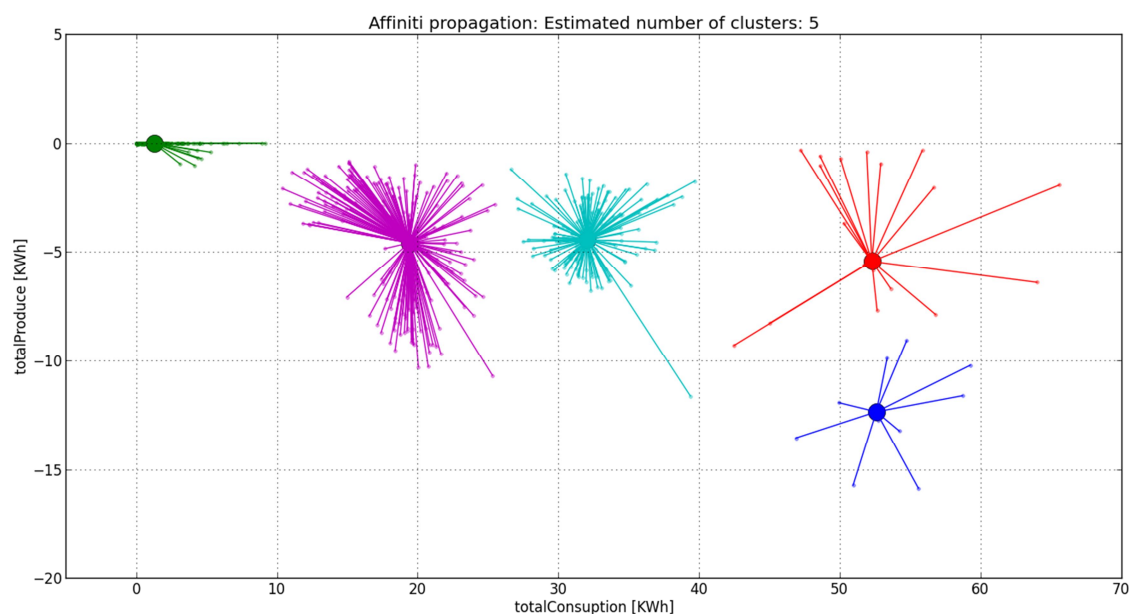 Affiniti propagation: Estimated number of clusters: 5
5
0
−5
−10
−15
−20
totalProduce [KWh]
0 10 20 30 40 50 60 70
totalConsuption [KWh]